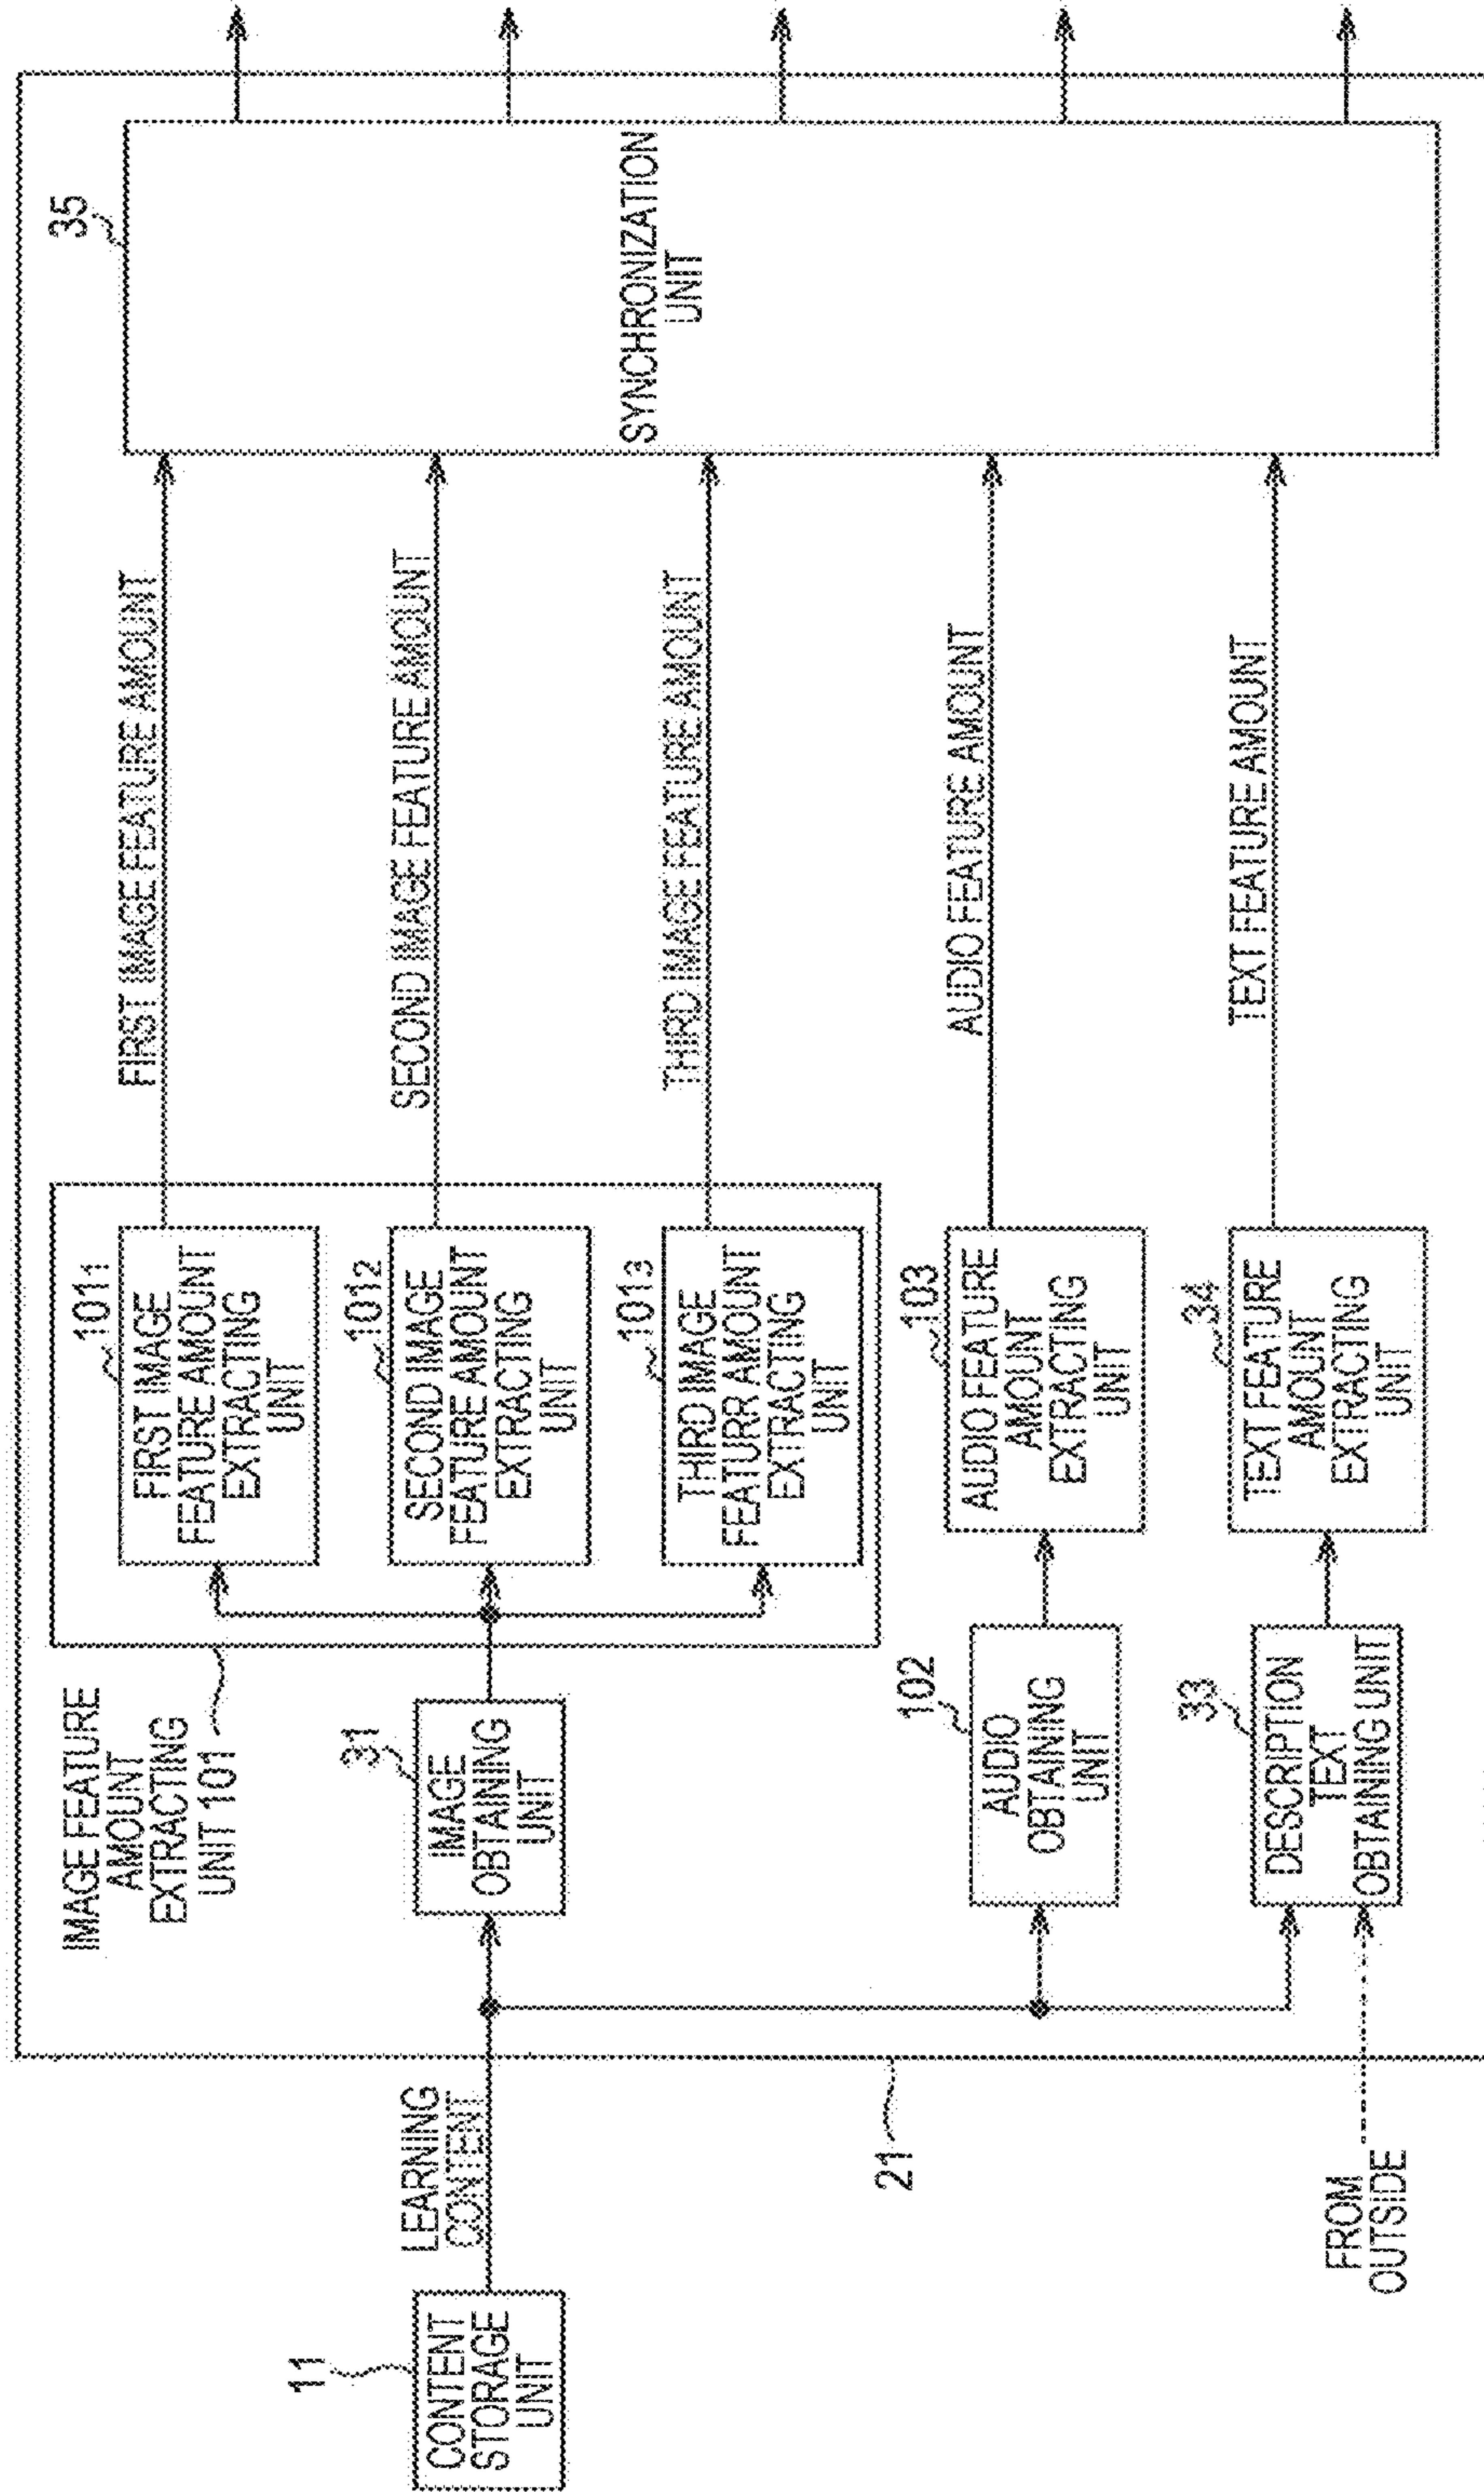 11
CONTENT
STORAGE
UNIT
LEARNING
CONTENT
21
FROM
OUTSIDE
IMAGE FEATURE
AMOUNT
EXTRACTING
UNIT 101
31
IMAGE
OBTAINING
UNIT
102
AUDIO
OBTAINING
UNIT
33
DESCRIPTION
TEXT
OBTAINING UNIT
101₁
FIRST IMAGE
FEATURE AMOUNT
EXTRACTING
UNIT
101₂
SECOND IMAGE
FEATURE AMOUNT
EXTRACTING
UNIT
101₃
THIRD IMAGE
FEATURR AMOUNT
EXTRACTING
UNIT
103
AUDIO FEATURE
AMOUNT
EXTRACTING
UNIT
34
TEXT FEATURE
AMOUNT
EXTRACTING
UNIT
FIRST IMAGE FEATURE AMOUNT
SECOND IMAGE FEATURE AMOUNT
THIRD IMAGE FEATURE AMOUNT
AUDIO FEATURE AMOUNT
TEXT FEATURE AMOUNT
35
SYNCHRONIZATION
UNIT